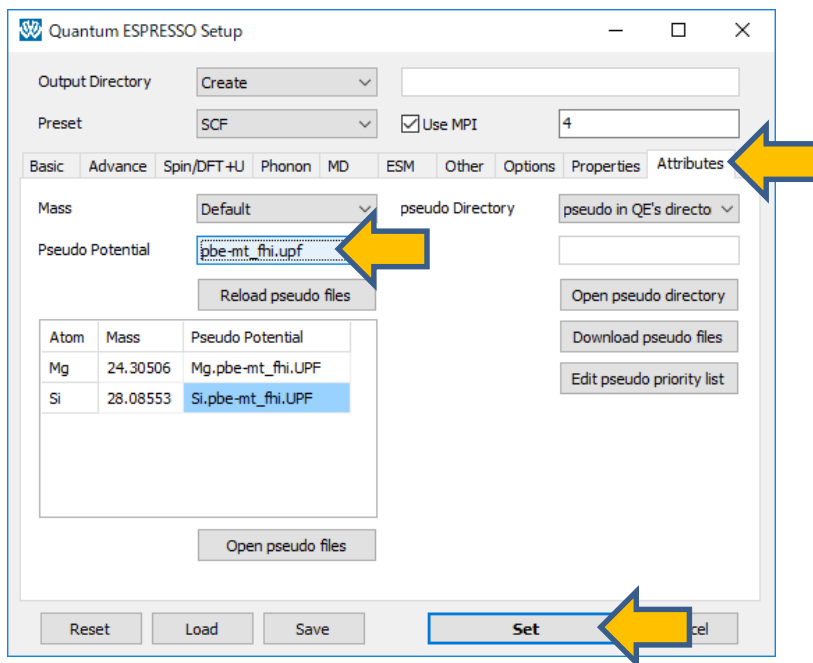 Quantum ESPRESSO Setup
Output Directory Create
Preset SCF Use MPI 4
Basic Advance Spin/DFT+U Phonon MD ESM Other Options Properties Attributes
Mass Default pseudo Directory pseudo in QE's directo
Pseudo Potential pbe-mt_fhi.upf
Reload pseudo files Open pseudo directory
Atom Mass Pseudo Potential Download pseudo files
Mg 24.30506 Mg.pbe-mt_fhi.UPF
Si 28.08553 Si.pbe-mt_fhi.UPF Edit pseudo priority list
Open pseudo files
Reset Load Save Set cel